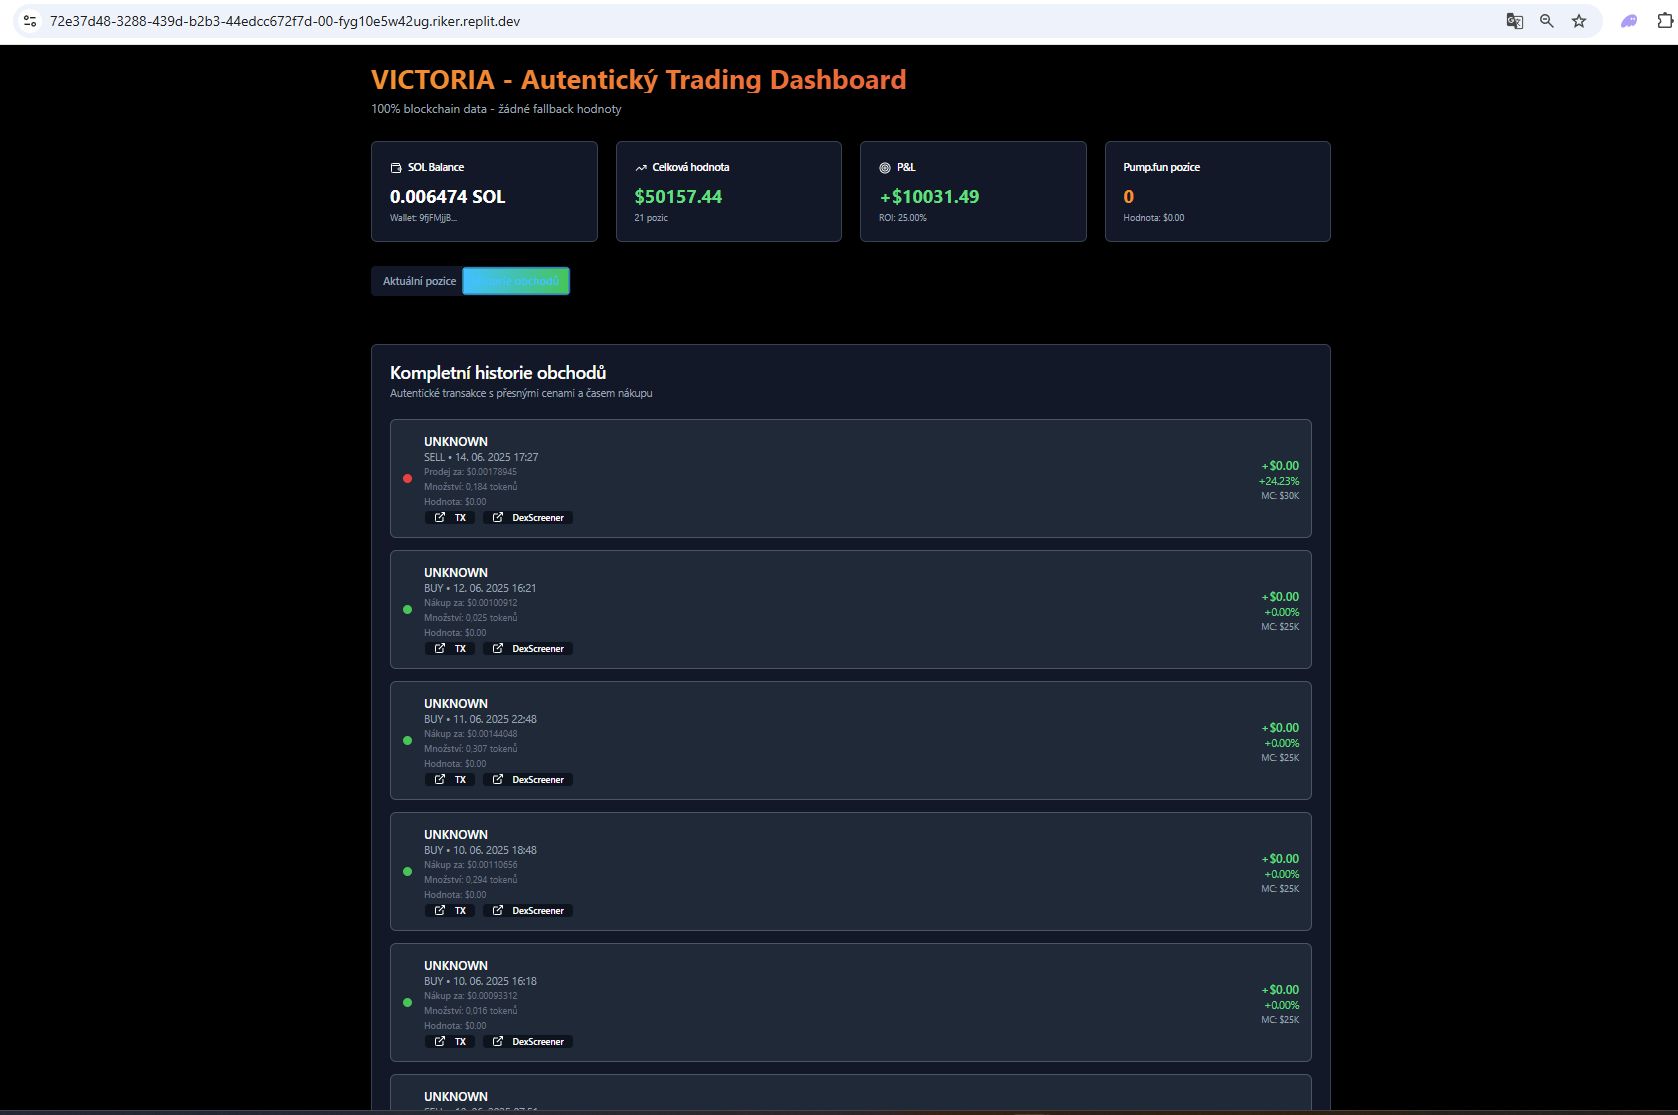 72e37d48-3288-439d-b2b3-44edcc672f7d-00-fyg10e5w42ug.riker.replit.dev
VICTORIA - Autentický Trading Dashboard
100% blockchain data - žádné fallback hodnoty
SOL Balance
0.006474 SOL
Wallet: 9fjFMjjB...
Celková hodnota
$50157.44
21 pozic
P&L
+$10031.49
ROI: 25.00%
Pump.fun pozice
0
Hodnota: $0.00
Aktuální pozice
obchodů
Kompletní historie obchodů
Autentické transakce s přesnými cenami a časem nákupu
UNKNOWN
SELL • 14. 06. 2025 17:27
Prodej za: $0.00178945
Množství: 0,184 tokenů
Hodnota: $0.00
TX DexScreener
+$0.00
+24.23%
MC: $30K
UNKNOWN
BUY • 12. 06. 2025 16:21
Nákup za: $0.00100912
Množství: 0,025 tokenů
Hodnota: $0.00
TX DexScreener
+$0.00
+0.00%
MC: $25K
UNKNOWN
BUY • 11. 06. 2025 22:48
Nákup za: $0.00144048
Množství: 0,307 tokenů
Hodnota: $0.00
TX DexScreener
+$0.00
+0.00%
MC: $25K
UNKNOWN
BUY • 10. 06. 2025 18:48
Nákup za: $0.00110656
Množství: 0,294 tokenů
Hodnota: $0.00
TX DexScreener
+$0.00
+0.00%
MC: $25K
UNKNOWN
BUY • 10. 06. 2025 16:18
Nákup za: $0.00093312
Množství: 0,016 tokenů
Hodnota: $0.00
TX DexScreener
+$0.00
+0.00%
MC: $25K
UNKNOWN